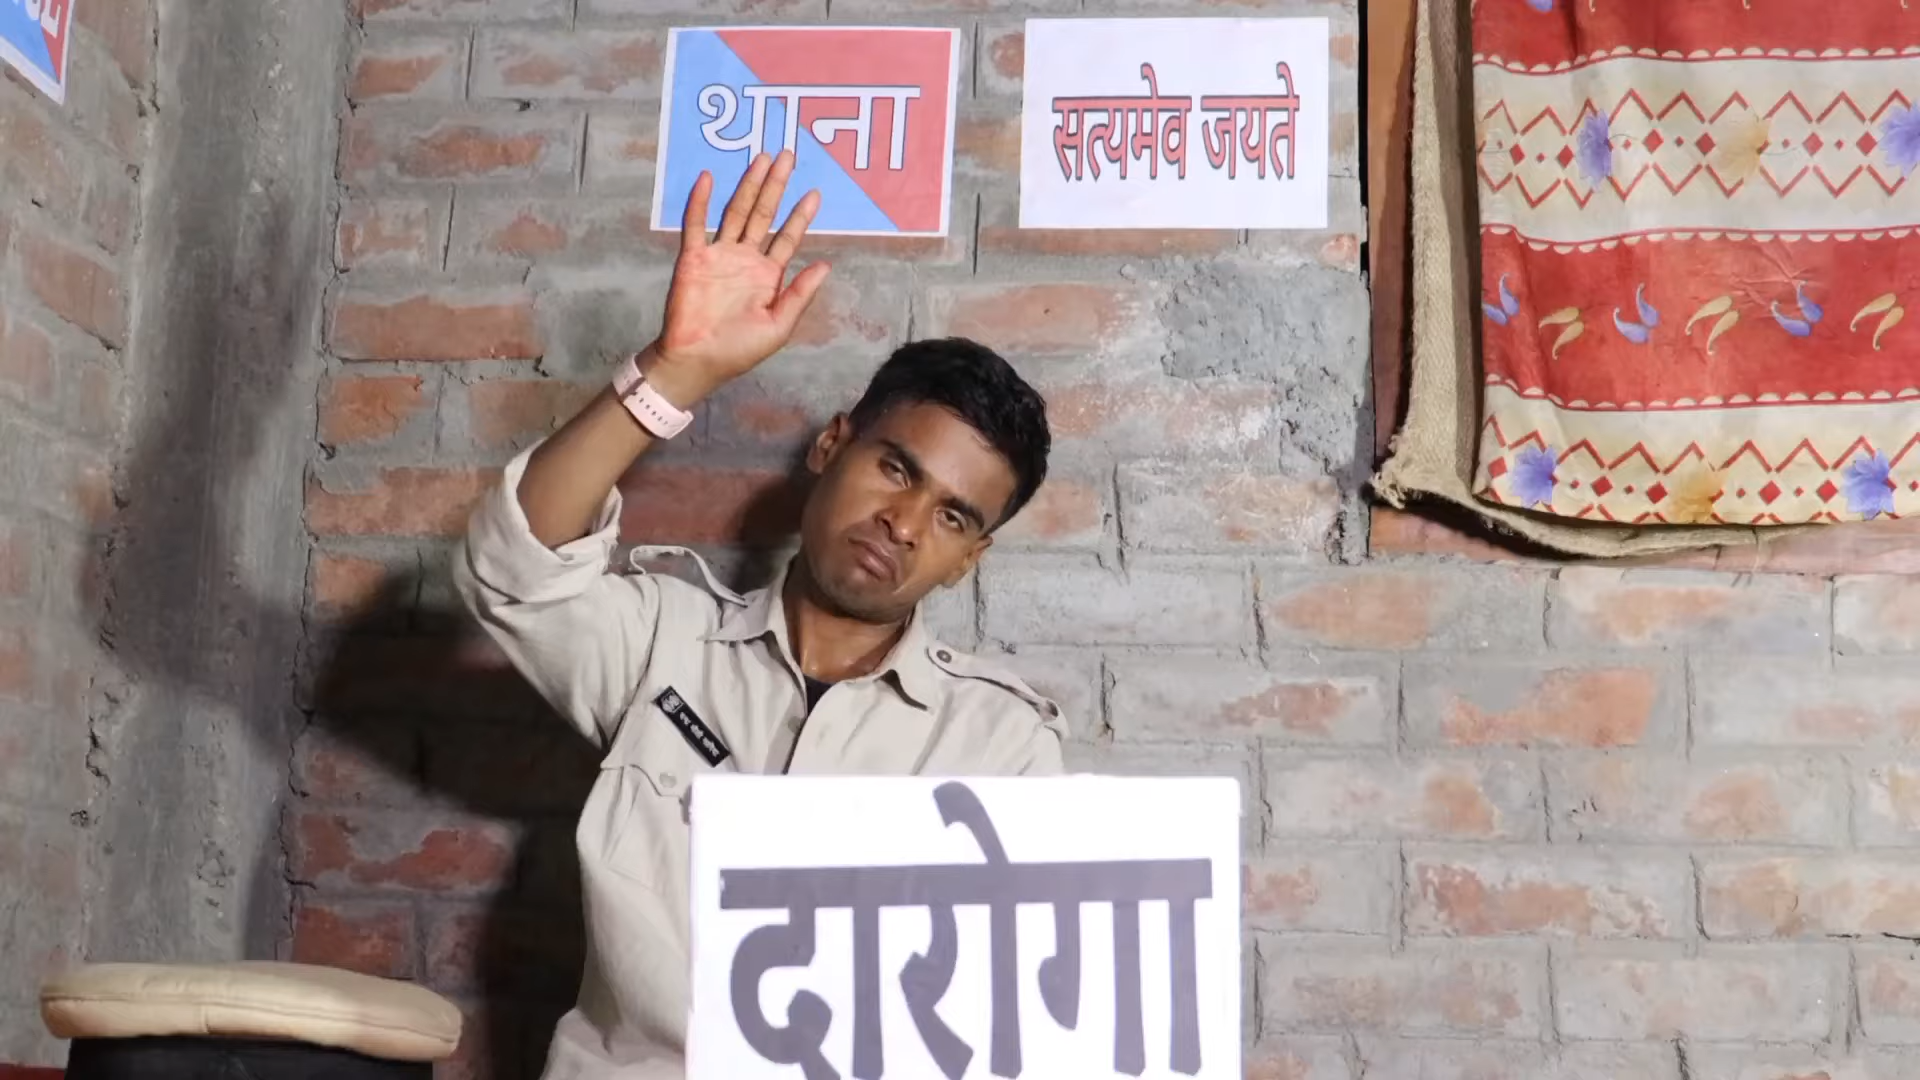 थाना
सत्यमेव जयते
दारोगा